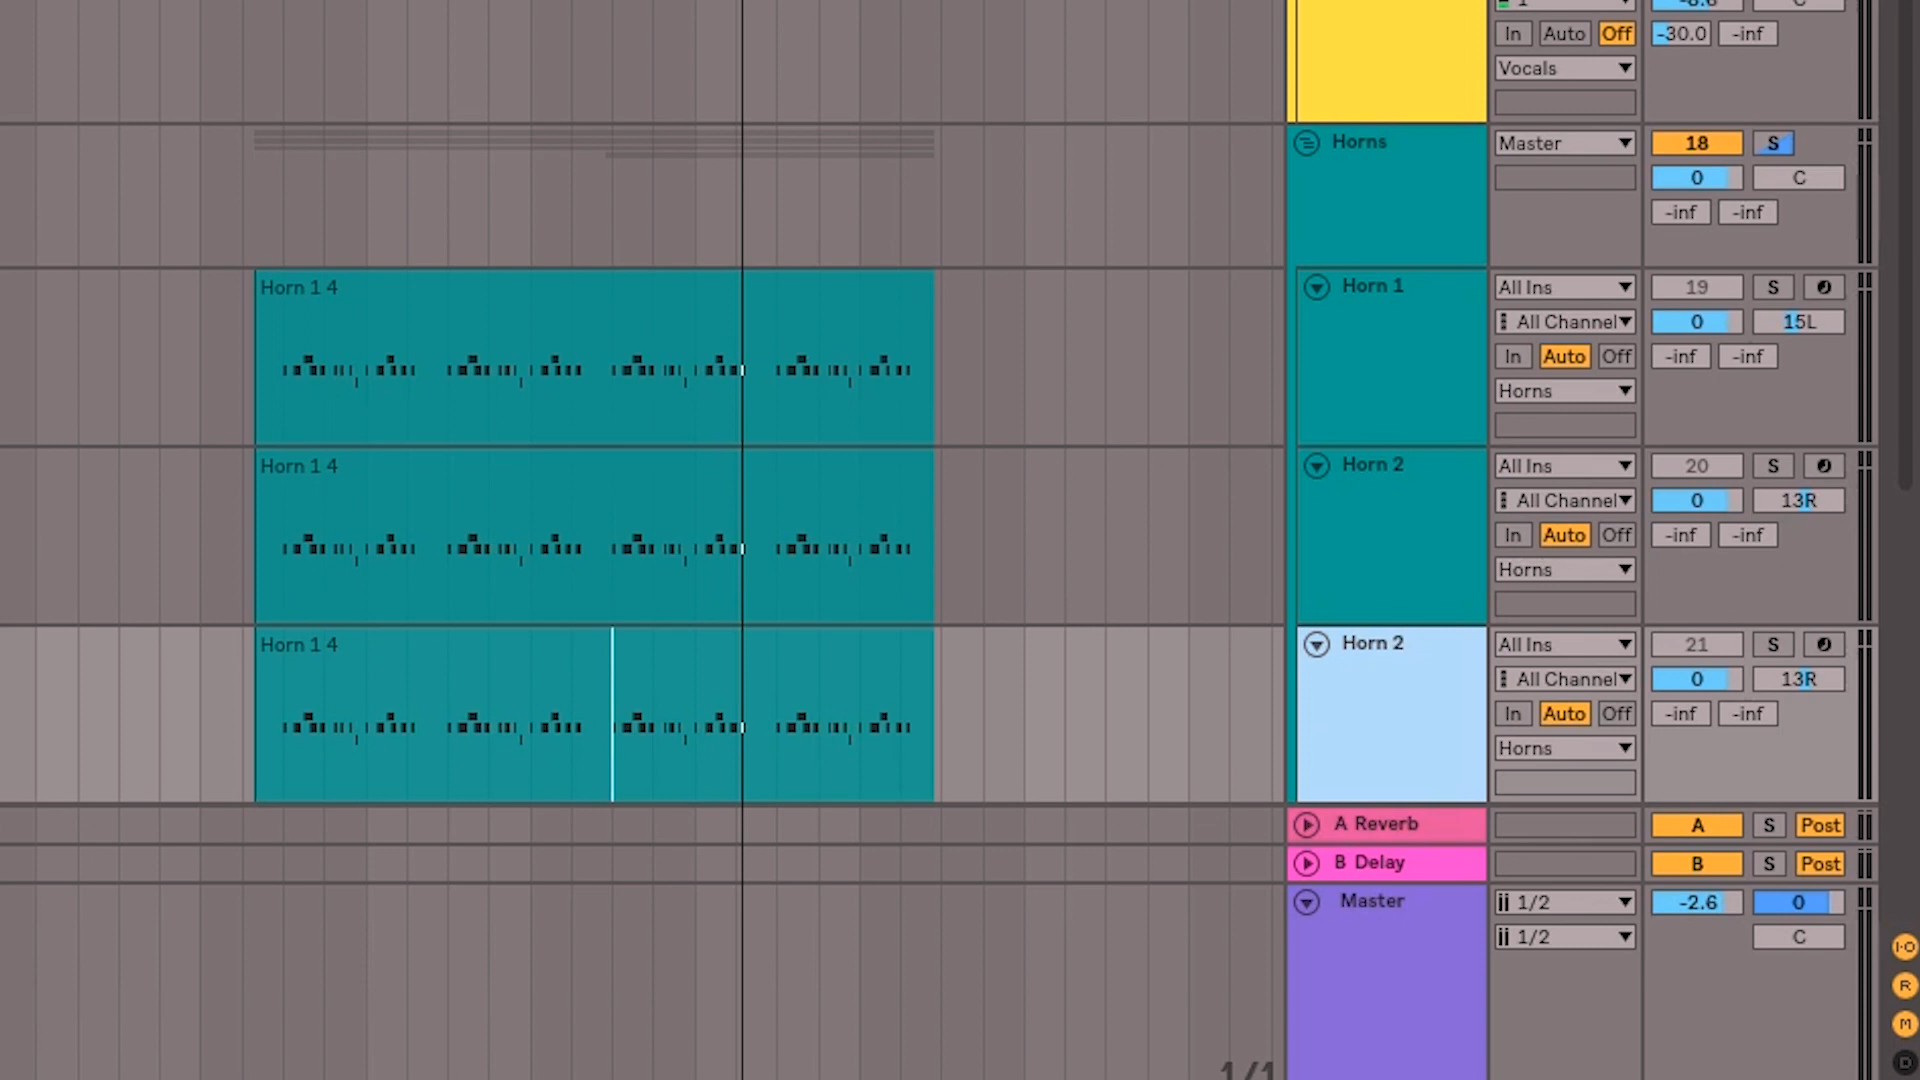 1 -8.6 C
In Auto Off -30.0 -inf
Vocals
Horns Master 18 S
0 C
-inf -inf
Horn 1 4 Horn 1 All Ins 19 S
All Channel 0 15L
In Auto Off -inf -inf
Horns
Horn 1 4 Horn 2 All Ins 20 S
All Channel 0 13R
In Auto Off -inf -inf
Horns
Horn 1 4 Horn 2 All Ins 21 S
All Channel 0 13R
In Auto Off -inf -inf
Horns
A Reverb A S Post
B Delay B S Post
Master 1/2 -2.6 0
1/2 C
I·O
R
M
D
1/1